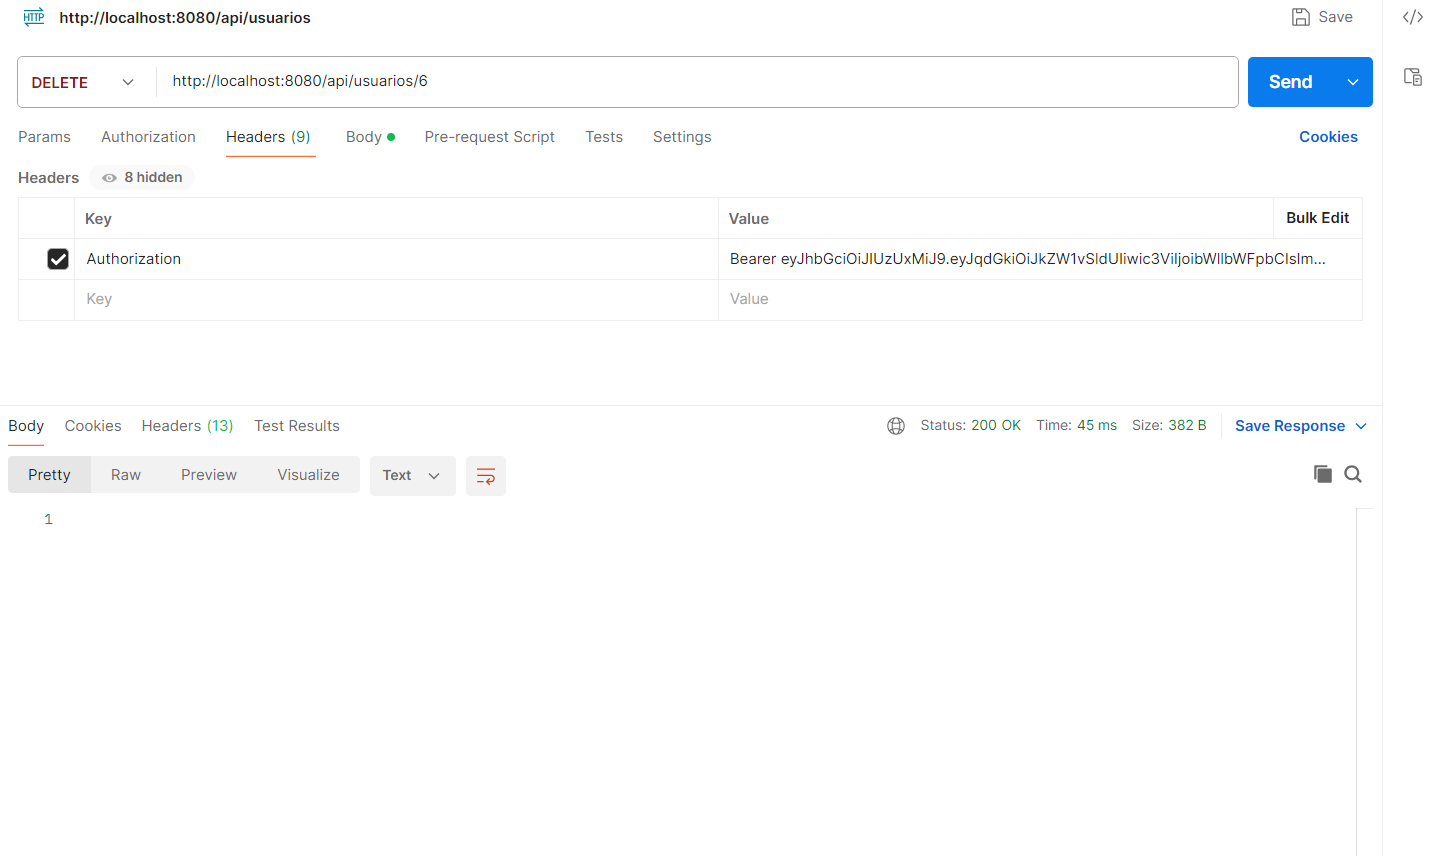 HTTP http://localhost:8080/api/usuarios Save
DELETE http://localhost:8080/api/usuarios/6 Send
Params Authorization Headers (9) Body Pre-request Script Tests Settings Cookies
Headers 8 hidden
Key Value Bulk Edit
Authorization Bearer eyJhbGciOiJIUzUxMiJ9.eyJqdGkiOiJkZW1vSldUIiwic3ViIjoibWlIbWFpbCIsIm...
Key Value
Body Cookies Headers (13) Test Results Status: 200 OK Time: 45 ms Size: 382 B Save Response
Pretty Raw Preview Visualize Text
1